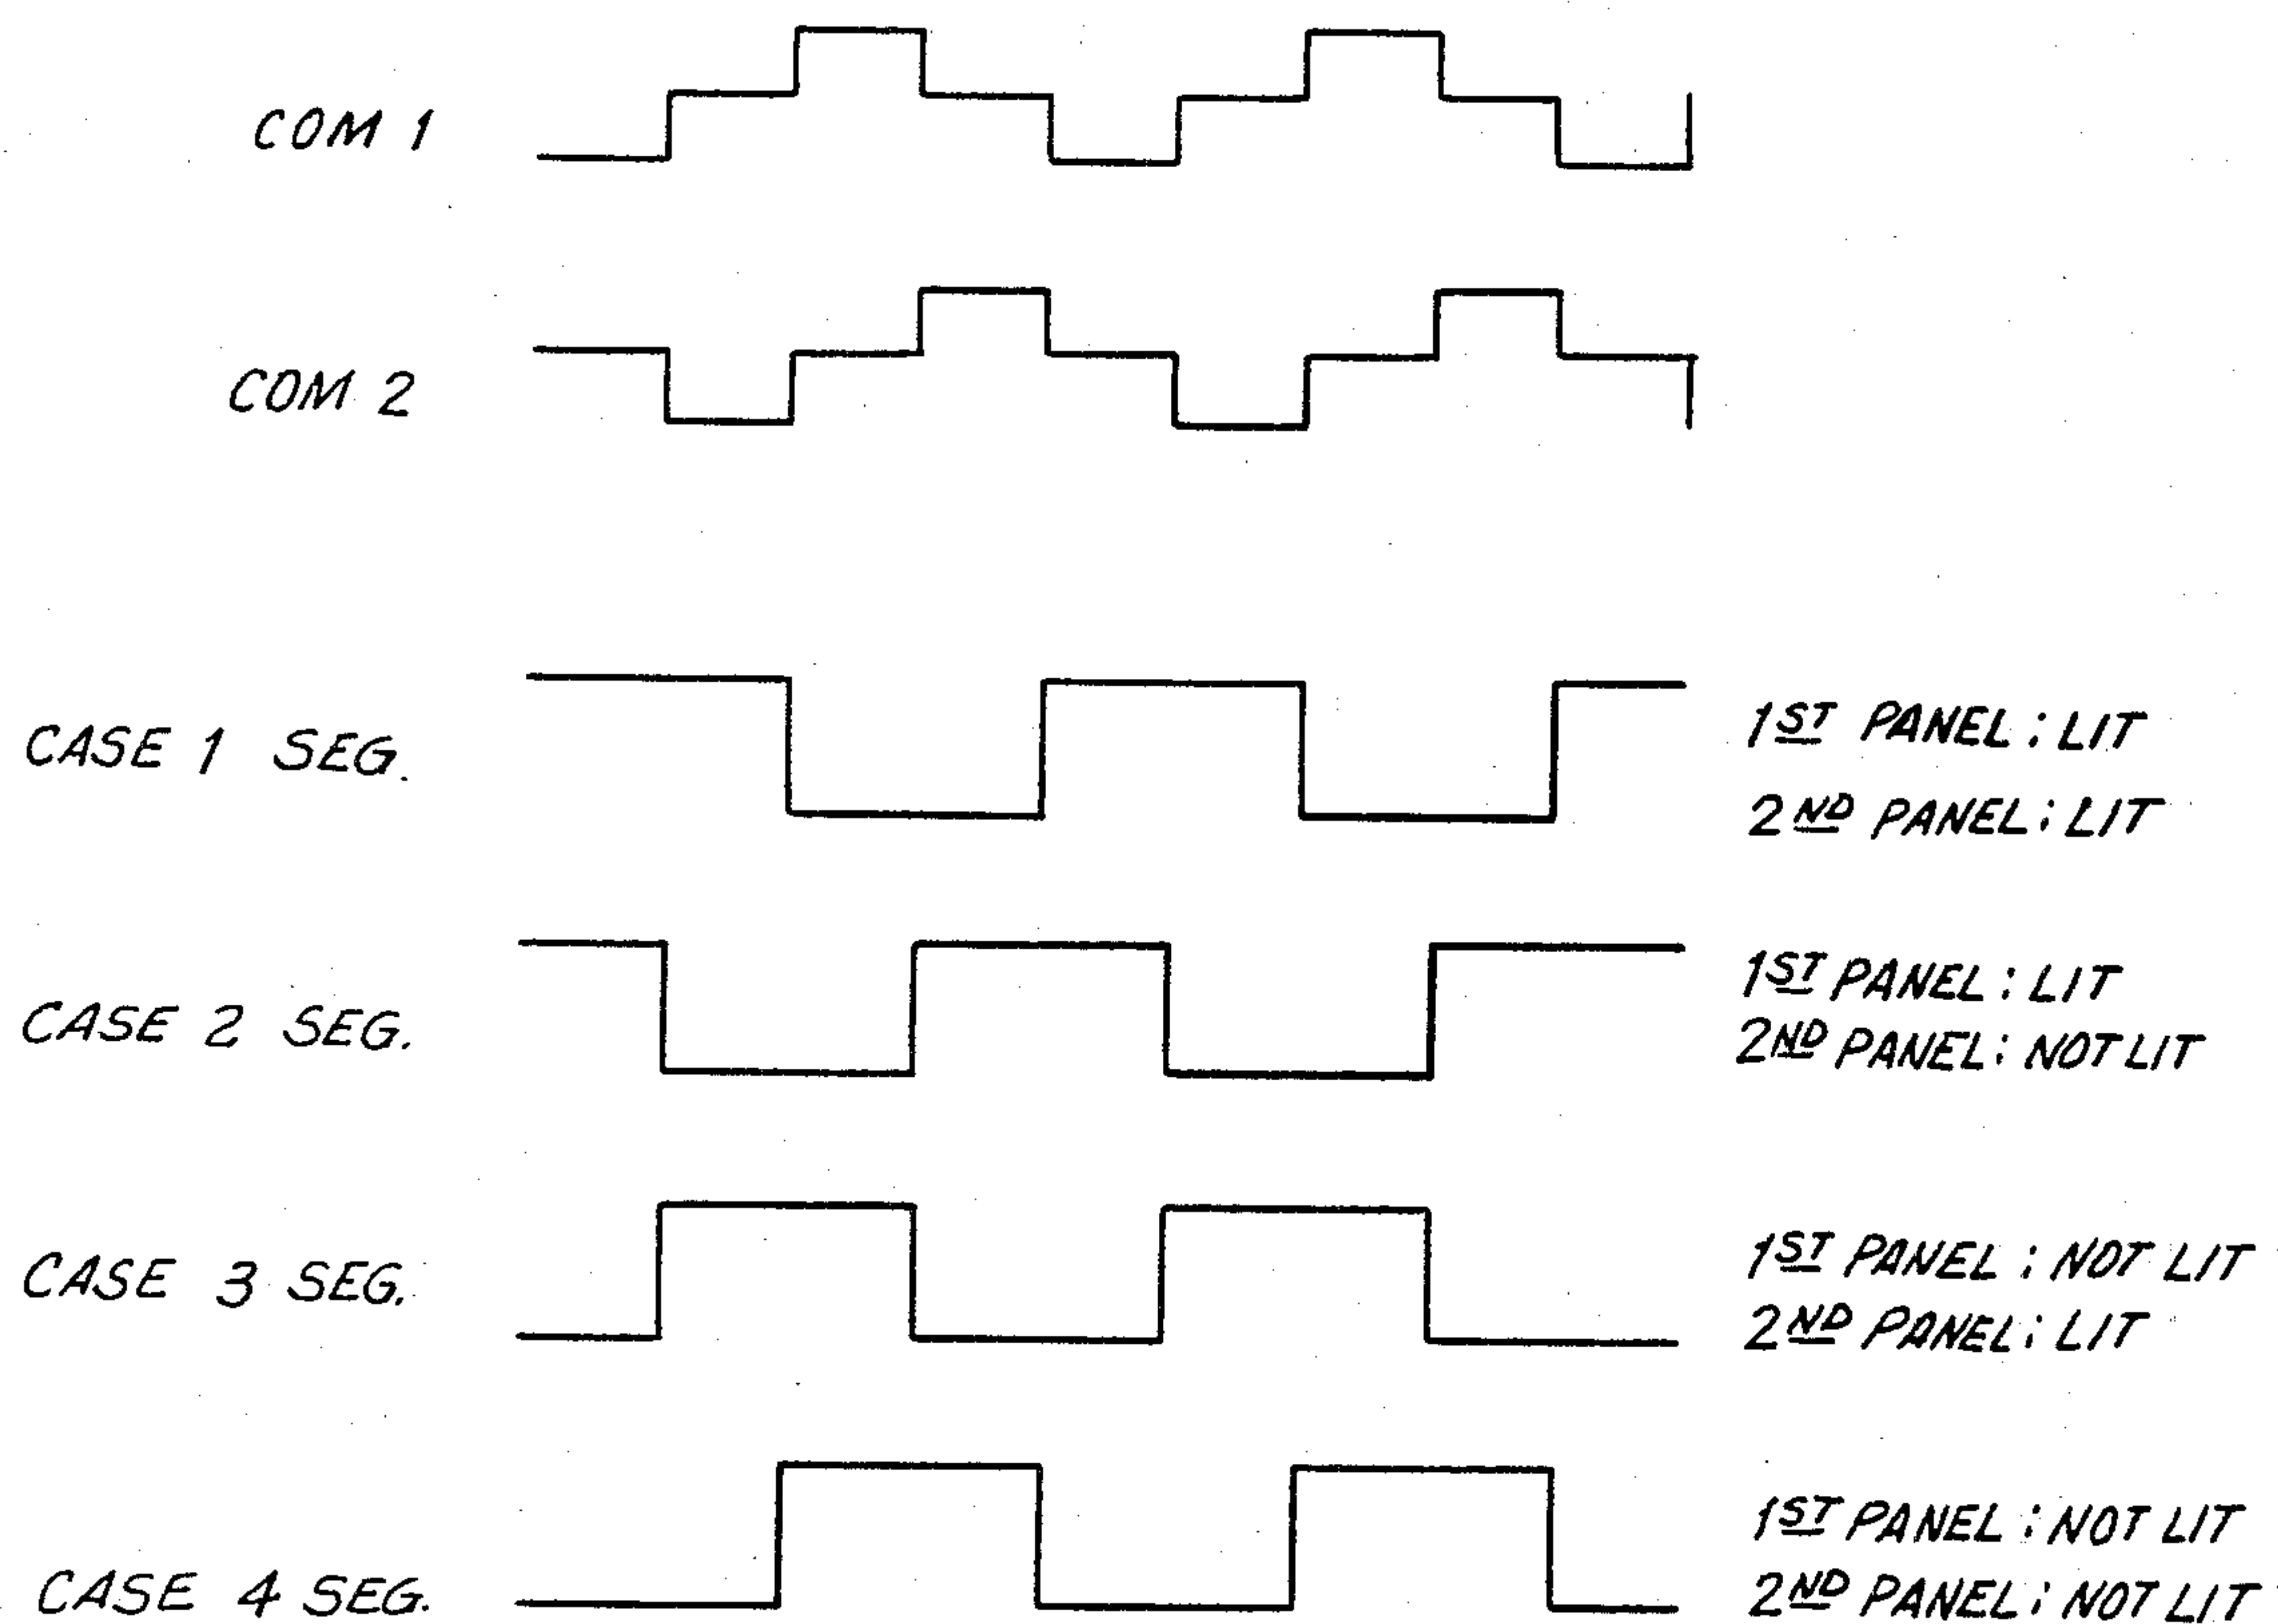 COM 1
COM 2
CASE 1 SEG.
1ST PANEL: LIT
2ND PANEL: LIT
CASE 2 SEG.
1ST PANEL: LIT
2ND PANEL: NOT LIT
CASE 3 SEG.
1ST PANEL: NOT LIT
2ND PANEL: LIT
CASE 4 SEG.
1ST PANEL: NOT LIT
2ND PANEL: NOT LIT